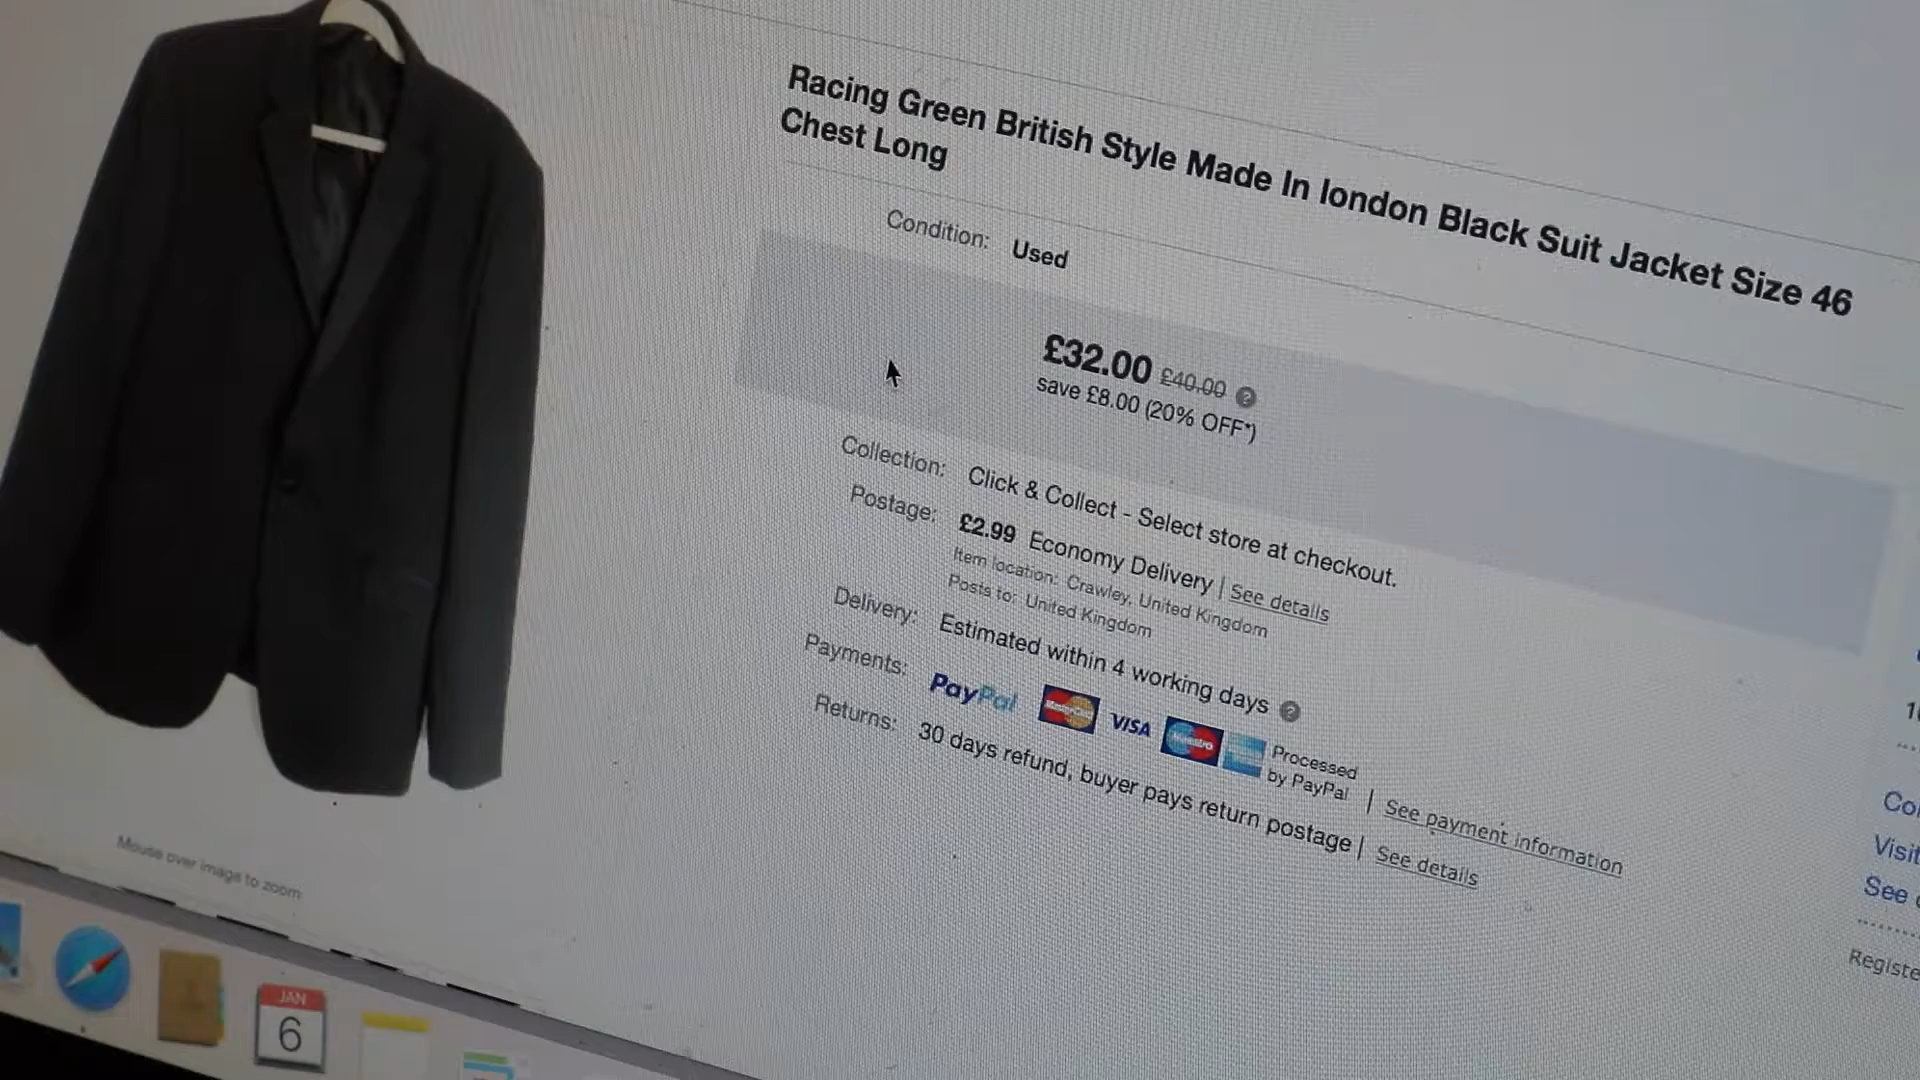 Racing Green British Style Made In london Black Suit Jacket Size 46
Chest Long
Condition: Used
£32.00 £40.00 ?
save £8.00 (20% OFF*)
Collection: Click & Collect - Select store at checkout.
Postage: £2.99 Economy Delivery | See details
Item location: Crawley, United Kingdom
Posts to: United Kingdom
Delivery: Estimated within 4 working days ?
Payments: PayPal MasterCard VISA Maestro Processed
by PayPal | See payment information
Returns: 30 days refund, buyer pays return postage | See details
Mouse over image to zoom
Visit
See
JAN
6